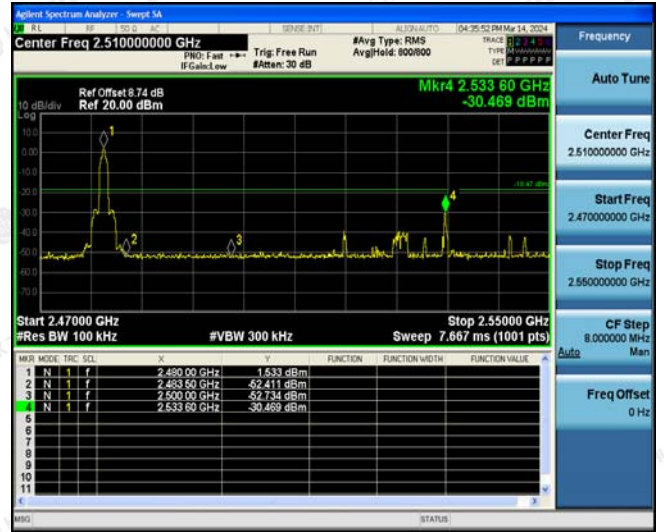 Agilent Spectrum Analyzer - Swept SA
RL RF 50 Ω AC SENSE:INT ALIGN AUTO 04:35:52 PM Mar 14, 2024
Center Freq 2.510000000 GHz
PNO: Fast
IFGain:Low
Trig: Free Run
#Atten: 30 dB
#Avg Type: RMS
Avg|Hold: 800/800
TRACE 1 2 3 4 5 6
TYPE
DET P P P P P P
Ref Offset 8.74 dB
Ref 20.00 dBm
Mkr4 2.533 60 GHz
-30.469 dBm
10 dB/div
Log
10.0
0.00
-10.0
-20.0
-30.0
-40.0
-50.0
-60.0
-70.0
1
2
3
4
-18.47 dBm
Start 2.47000 GHz
Stop 2.55000 GHz
#Res BW 100 kHz
#VBW 300 kHz
Sweep 7.667 ms (1001 pts)
MKR MODE TRC SCL X Y FUNCTION FUNCTION WIDTH FUNCTION VALUE
1 N 1 f 2.480 00 GHz 1.533 dBm
2 N 1 f 2.483 50 GHz -52.411 dBm
3 N 1 f 2.500 00 GHz -52.734 dBm
4 N 1 f 2.533 60 GHz -30.469 dBm
5
6
7
8
9
10
11
MSG
STATUS
Frequency
Auto Tune
Center Freq
2.510000000 GHz
Start Freq
2.470000000 GHz
Stop Freq
2.550000000 GHz
CF Step
8.000000 MHz
Auto Man
Freq Offset
0 Hz